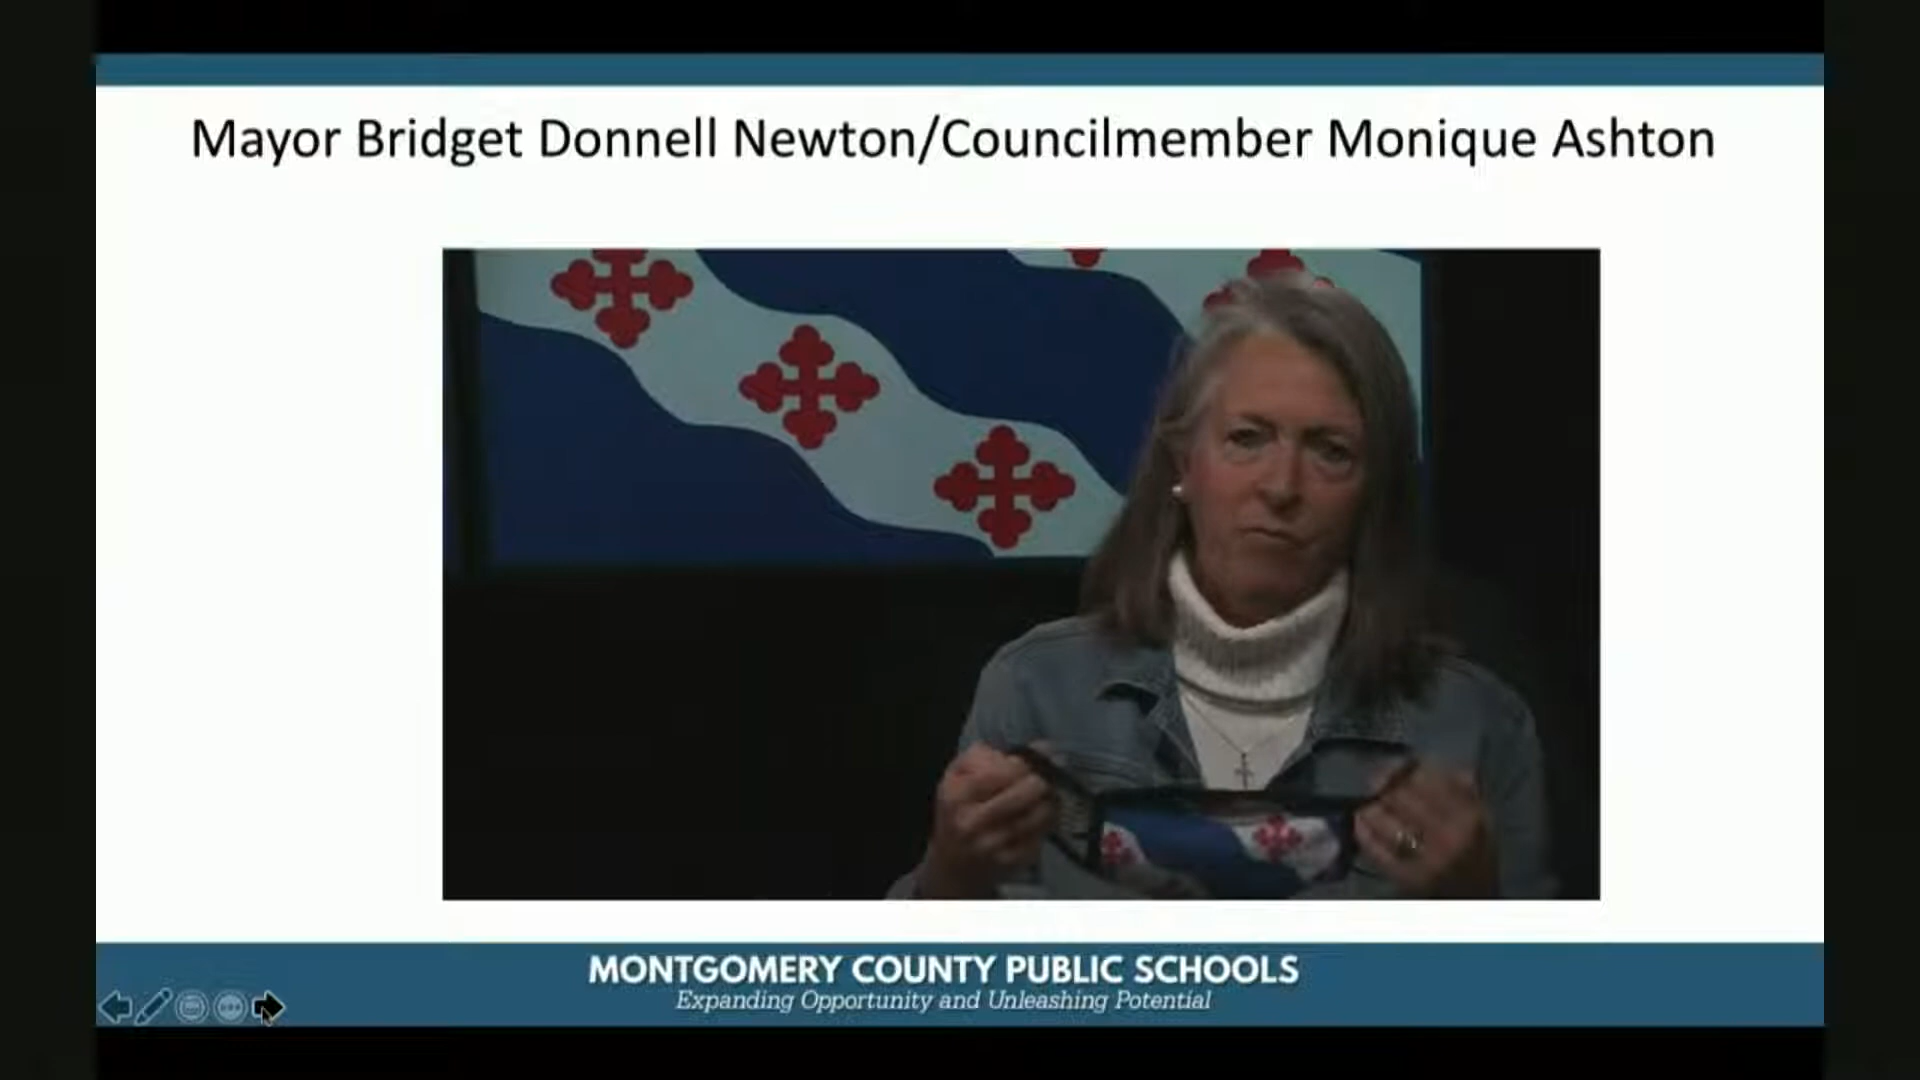 Mayor Bridget Donnell Newton/Councilmember Monique Ashton
MONTGOMERY COUNTY PUBLIC SCHOOLS
Expanding Opportunity and Unleashing Potential